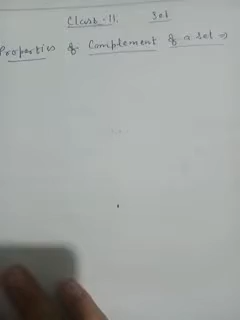 Class-11. Set
Properties of Complement of a set ⇒